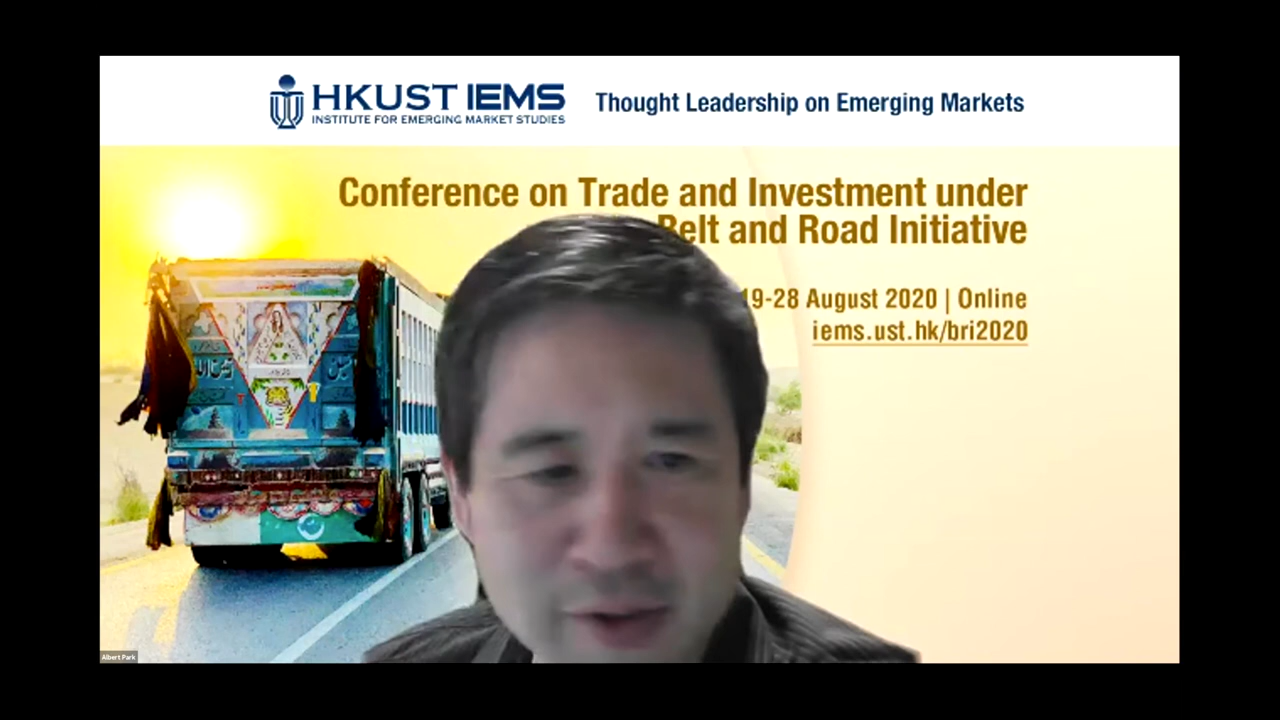 HKUST IEMS
INSTITUTE FOR EMERGING MARKET STUDIES
Thought Leadership on Emerging Markets
Conference on Trade and Investment under
Belt and Road Initiative
19-28 August 2020 | Online
iems.ust.hk/bri2020
Albert Park